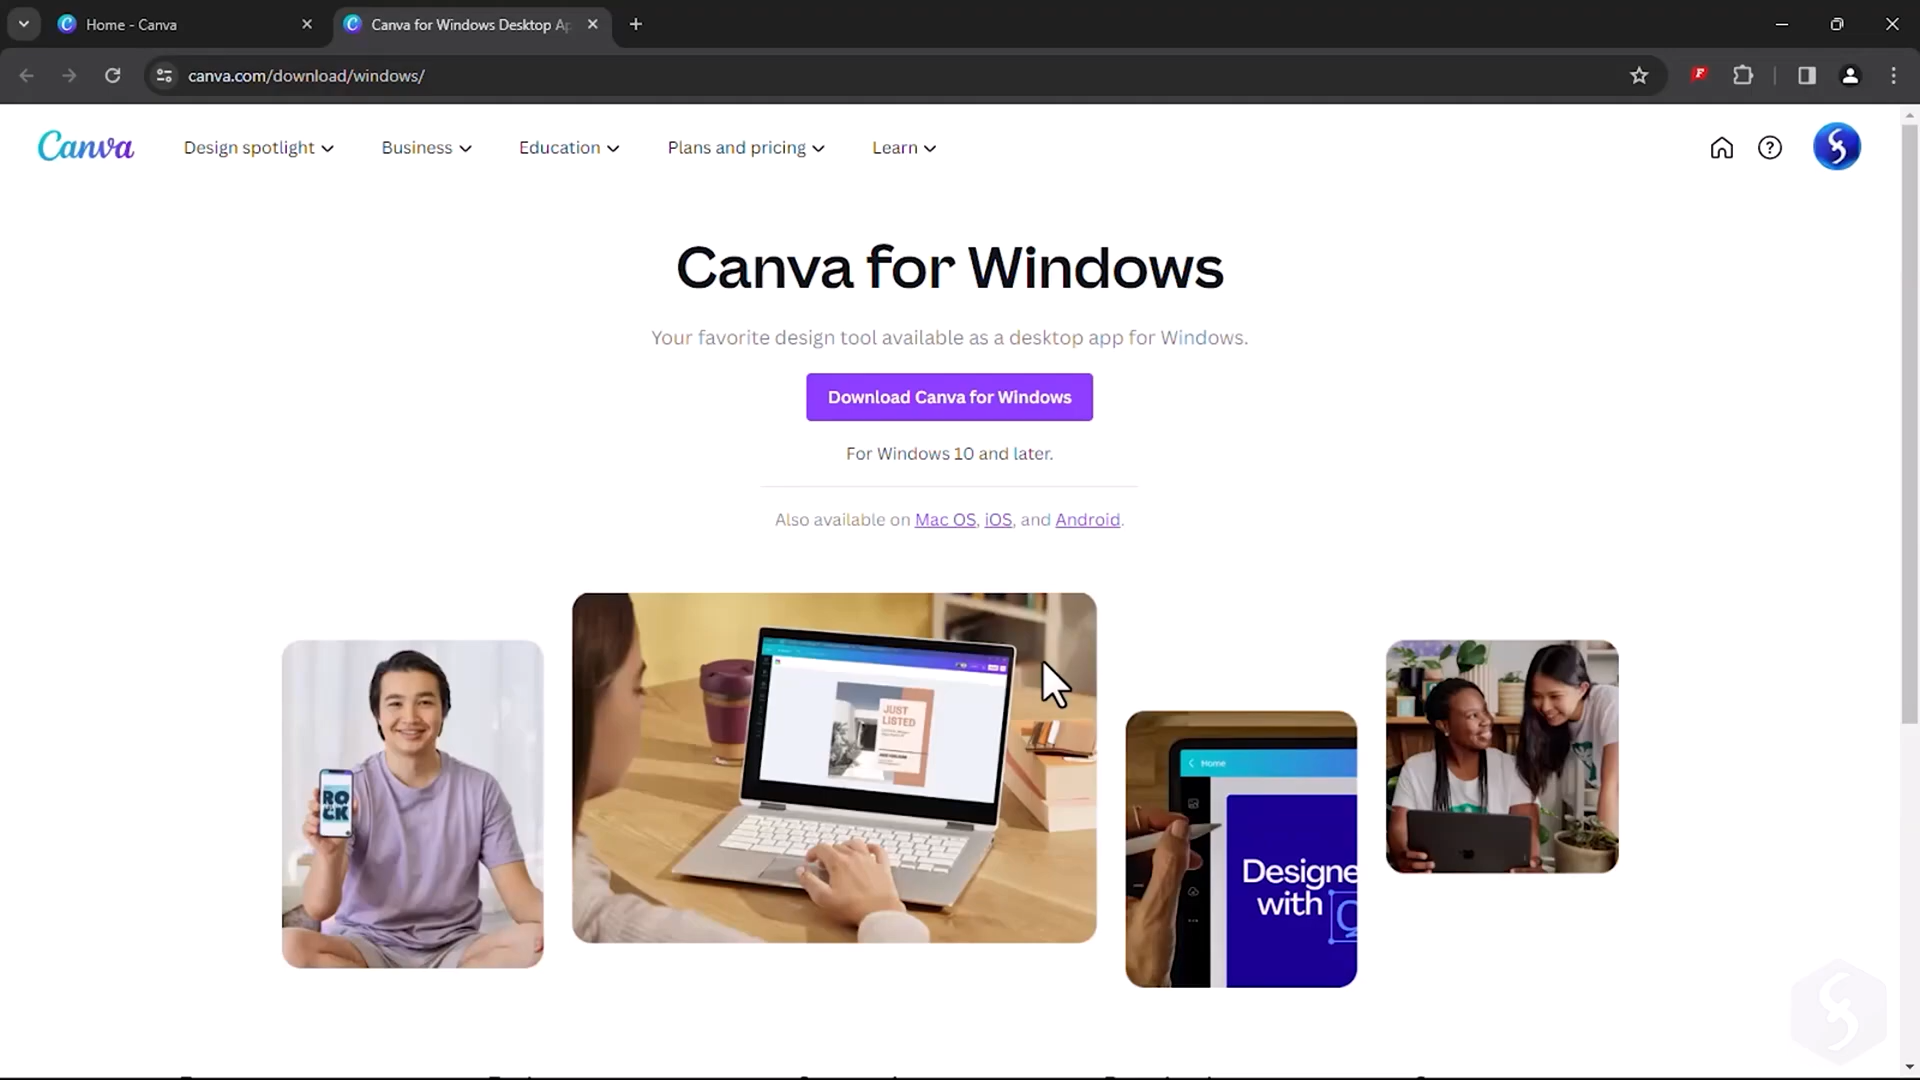 Home - Canva
Canva for Windows Desktop Ap
canva.com/download/windows/
Canva
Design spotlight
Business
Education
Plans and pricing
Learn
Canva for Windows
Your favorite design tool available as a desktop app for Windows.
Download Canva for Windows
For Windows 10 and later.
Also available on Mac OS, iOS, and Android.
RO
CK
JUST
LISTED
Home
Designe
with